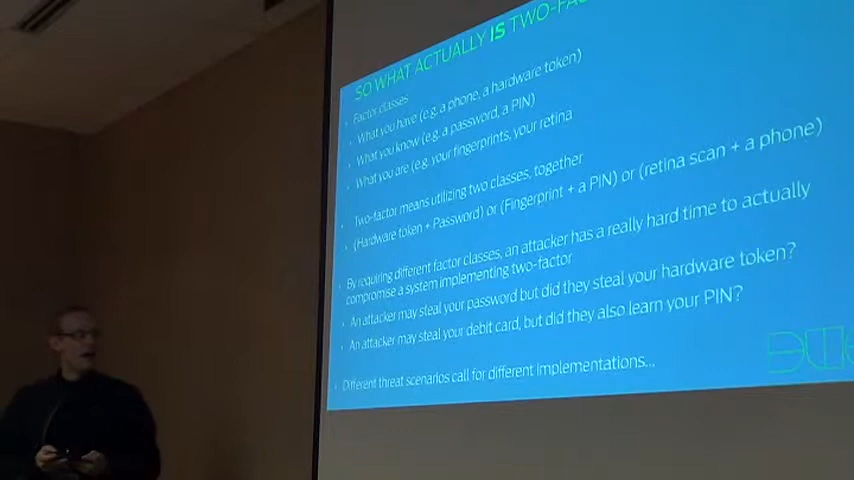 SO WHAT ACTUALLY IS TWO-FA
Factor classes
What you have (e.g. a phone, a hardware token)
What you know (e.g. a password, a PIN)
What you are (e.g. your fingerprints, your retina
Two-factor means utilizing two classes, together
(Hardware token + Password) or (Fingerprint + a PIN) or (retina scan + a phone)
By requiring different factor classes, an attacker has a really hard time to actually
compromise a system implementing two-factor
An attacker may steal your password but did they steal your hardware token?
An attacker may steal your debit card, but did they also learn your PIN?
Different threat scenarios call for different implementations...